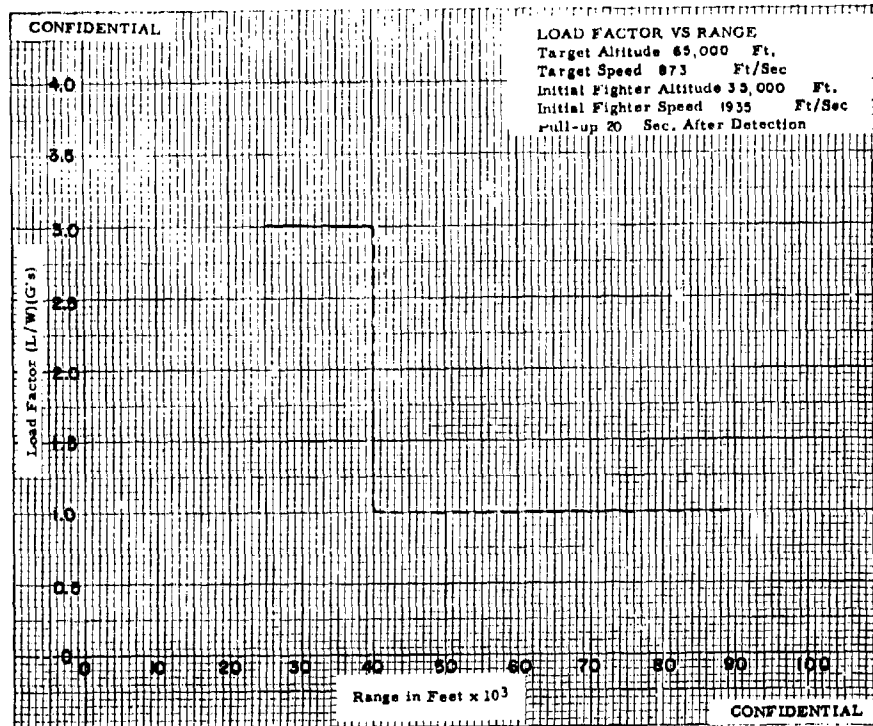 CONFIDENTIAL
LOAD FACTOR VS RANGE
Target Altitude 65,000 Ft.
Target Speed 873 Ft/Sec
Initial Fighter Altitude 35,000 Ft.
Initial Fighter Speed 1935 Ft/Sec
Pull-up 20 Sec. After Detection
4.0
3.5
3.0
2.5
2.0
1.5
1.0
0.5
0
Load Factor (L/W)(G's)
0 10 20 30 40 50 60 70 80 90 100
Range in Feet x 10³
CONFIDENTIAL